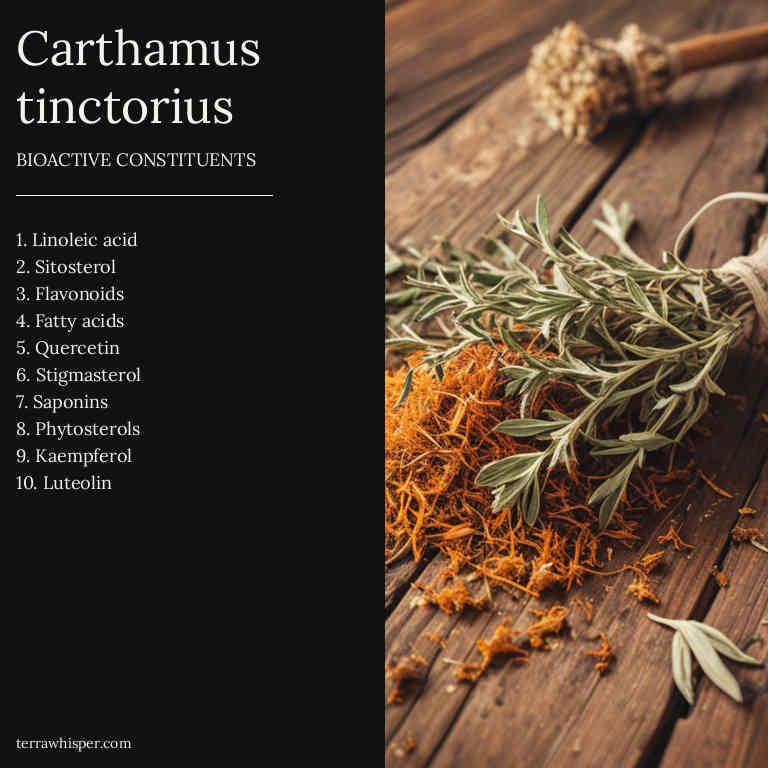 Carthamus
tinctorius
BIOACTIVE CONSTITUENTS
1. Linoleic acid
2. Sitosterol
3. Flavonoids
4. Fatty acids
5. Quercetin
6. Stigmasterol
7. Saponins
8. Phytosterols
9. Kaempferol
10. Luteolin
terrawhisper.com